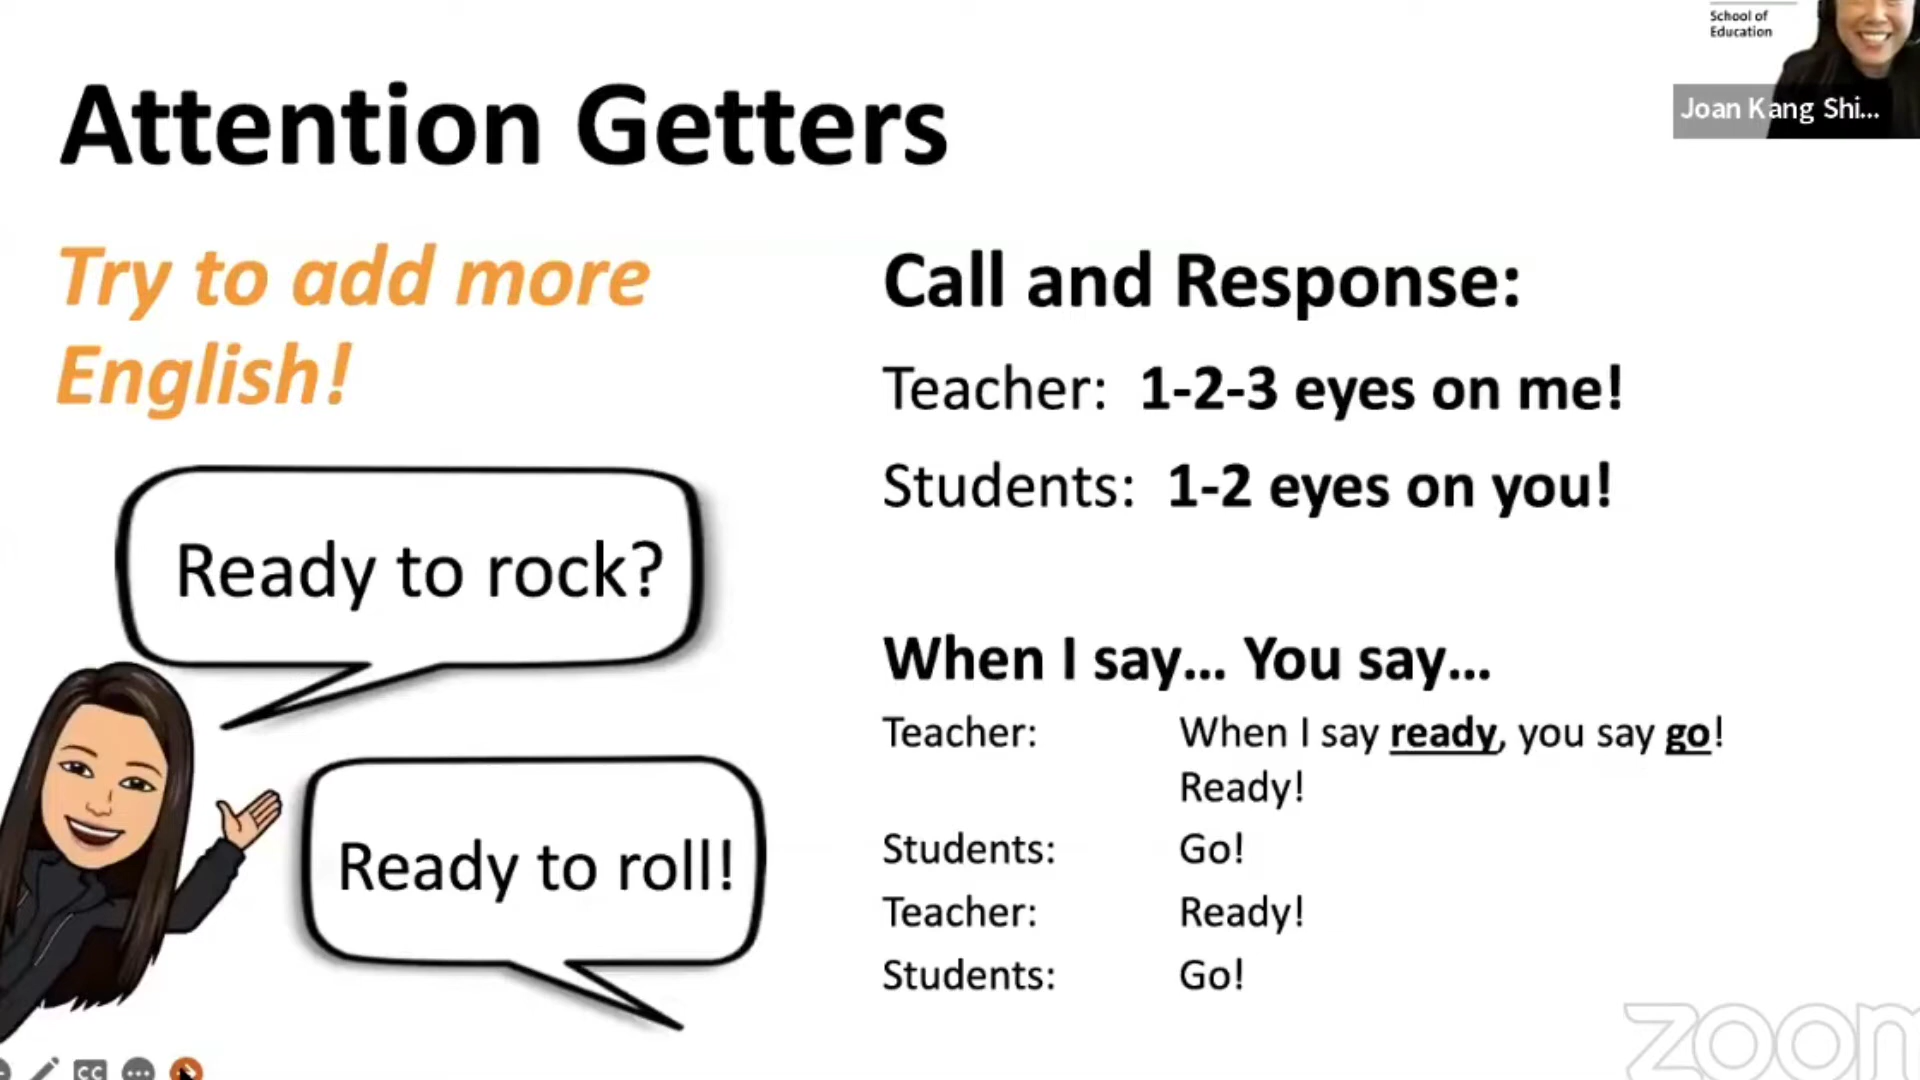 School of
Education
Joan Kang Shi...
Attention Getters
Try to add more
English!
Ready to rock?
Ready to roll!
Call and Response:
Teacher: 1-2-3 eyes on me!
Students: 1-2 eyes on you!
When I say... You say...
Teacher: When I say ready, you say go!
Ready!
Students: Go!
Teacher: Ready!
Students: Go!
CC
zoom